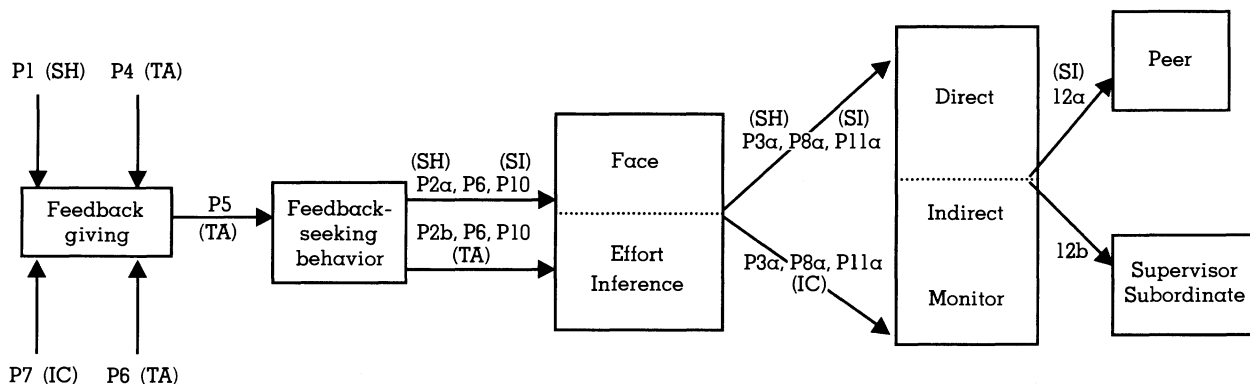 P1 (SH) P4 (TA)
Feedback
giving
P7 (IC) P6 (TA)
P5
(TA)
Feedback-
seeking
behavior
(SH) (SI)
P2a, P6, P10
P2b, P6, P10
(TA)
Face
Effort
Inference
(SH) (SI)
P3a, P8a, P11a
P3a, P8a, P11a
(IC)
Direct
Indirect
Monitor
(SI)
12a
12b
Peer
Supervisor
Subordinate